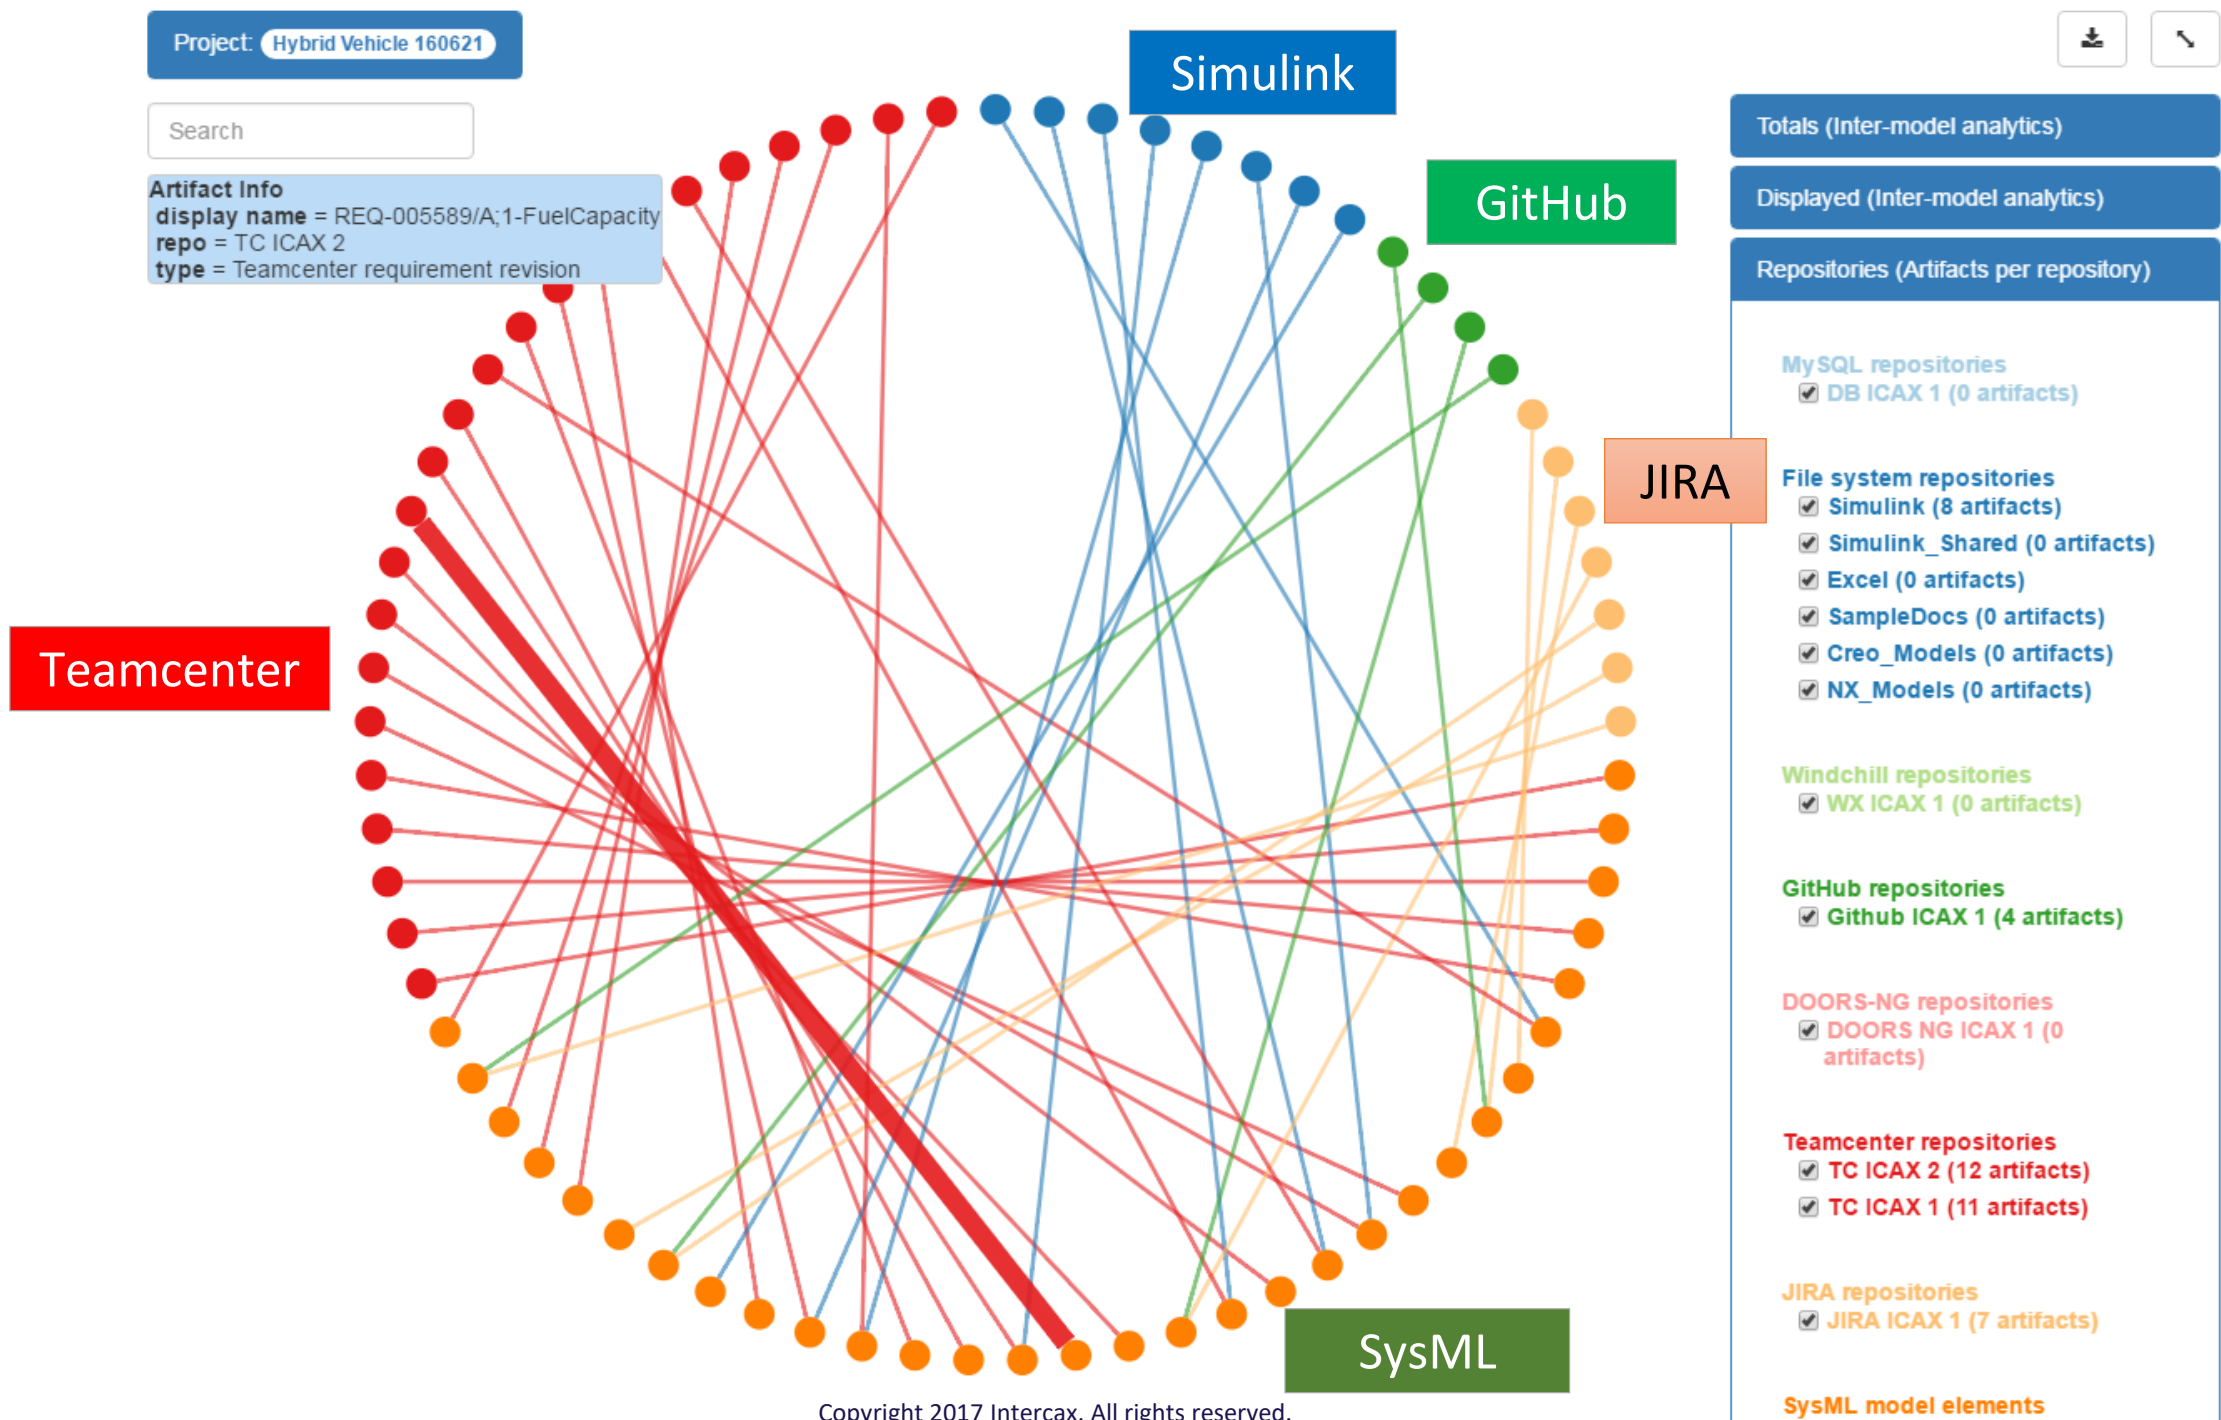 Project: Hybrid Vehicle 160621
Search
Artifact Info
display name = REQ-005589/A;1-FuelCapacity
repo = TC ICAX 2
type = Teamcenter requirement revision
Simulink
GitHub
JIRA
Teamcenter
SysML
Totals (Inter-model analytics)
Displayed (Inter-model analytics)
Repositories (Artifacts per repository)
MySQL repositories
DB ICAX 1 (0 artifacts)
File system repositories
Simulink (8 artifacts)
Simulink_Shared (0 artifacts)
Excel (0 artifacts)
SampleDocs (0 artifacts)
Creo_Models (0 artifacts)
NX_Models (0 artifacts)
Windchill repositories
WX ICAX 1 (0 artifacts)
GitHub repositories
Github ICAX 1 (4 artifacts)
DOORS-NG repositories
DOORS NG ICAX 1 (0
artifacts)
Teamcenter repositories
TC ICAX 2 (12 artifacts)
TC ICAX 1 (11 artifacts)
JIRA repositories
JIRA ICAX 1 (7 artifacts)
SysML model elements
Copyright 2017 Intercax. All rights reserved.